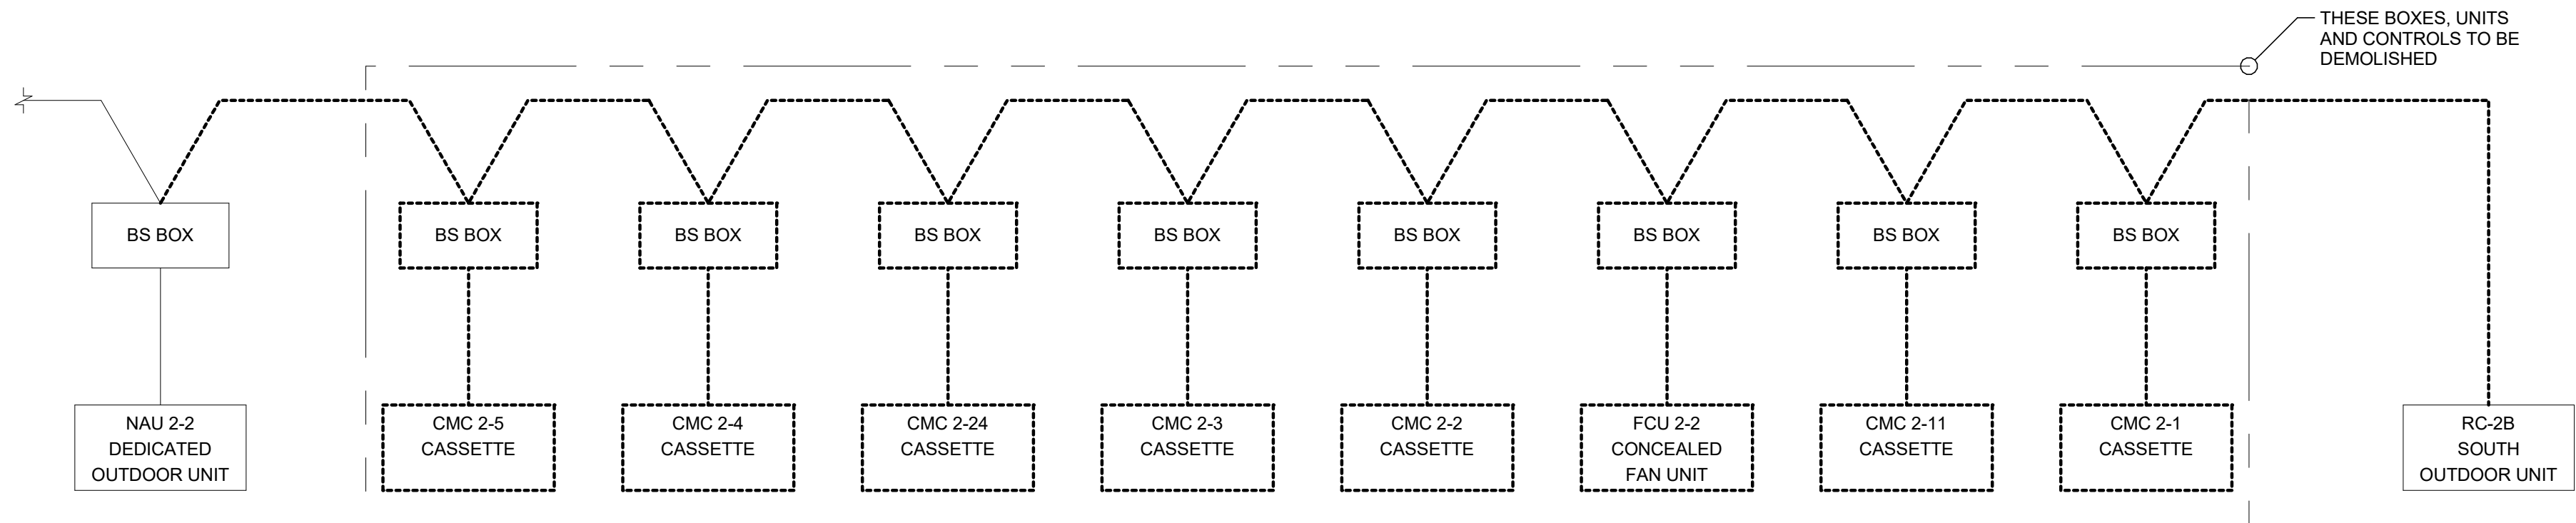 THESE BOXES, UNITS
AND CONTROLS TO BE
DEMOLISHED
BS BOX
BS BOX
BS BOX
BS BOX
BS BOX
BS BOX
BS BOX
BS BOX
BS BOX
NAU 2-2
DEDICATED
OUTDOOR UNIT
CMC 2-5
CASSETTE
CMC 2-4
CASSETTE
CMC 2-24
CASSETTE
CMC 2-3
CASSETTE
CMC 2-2
CASSETTE
FCU 2-2
CONCEALED
FAN UNIT
CMC 2-11
CASSETTE
CMC 2-1
CASSETTE
RC-2B
SOUTH
OUTDOOR UNIT